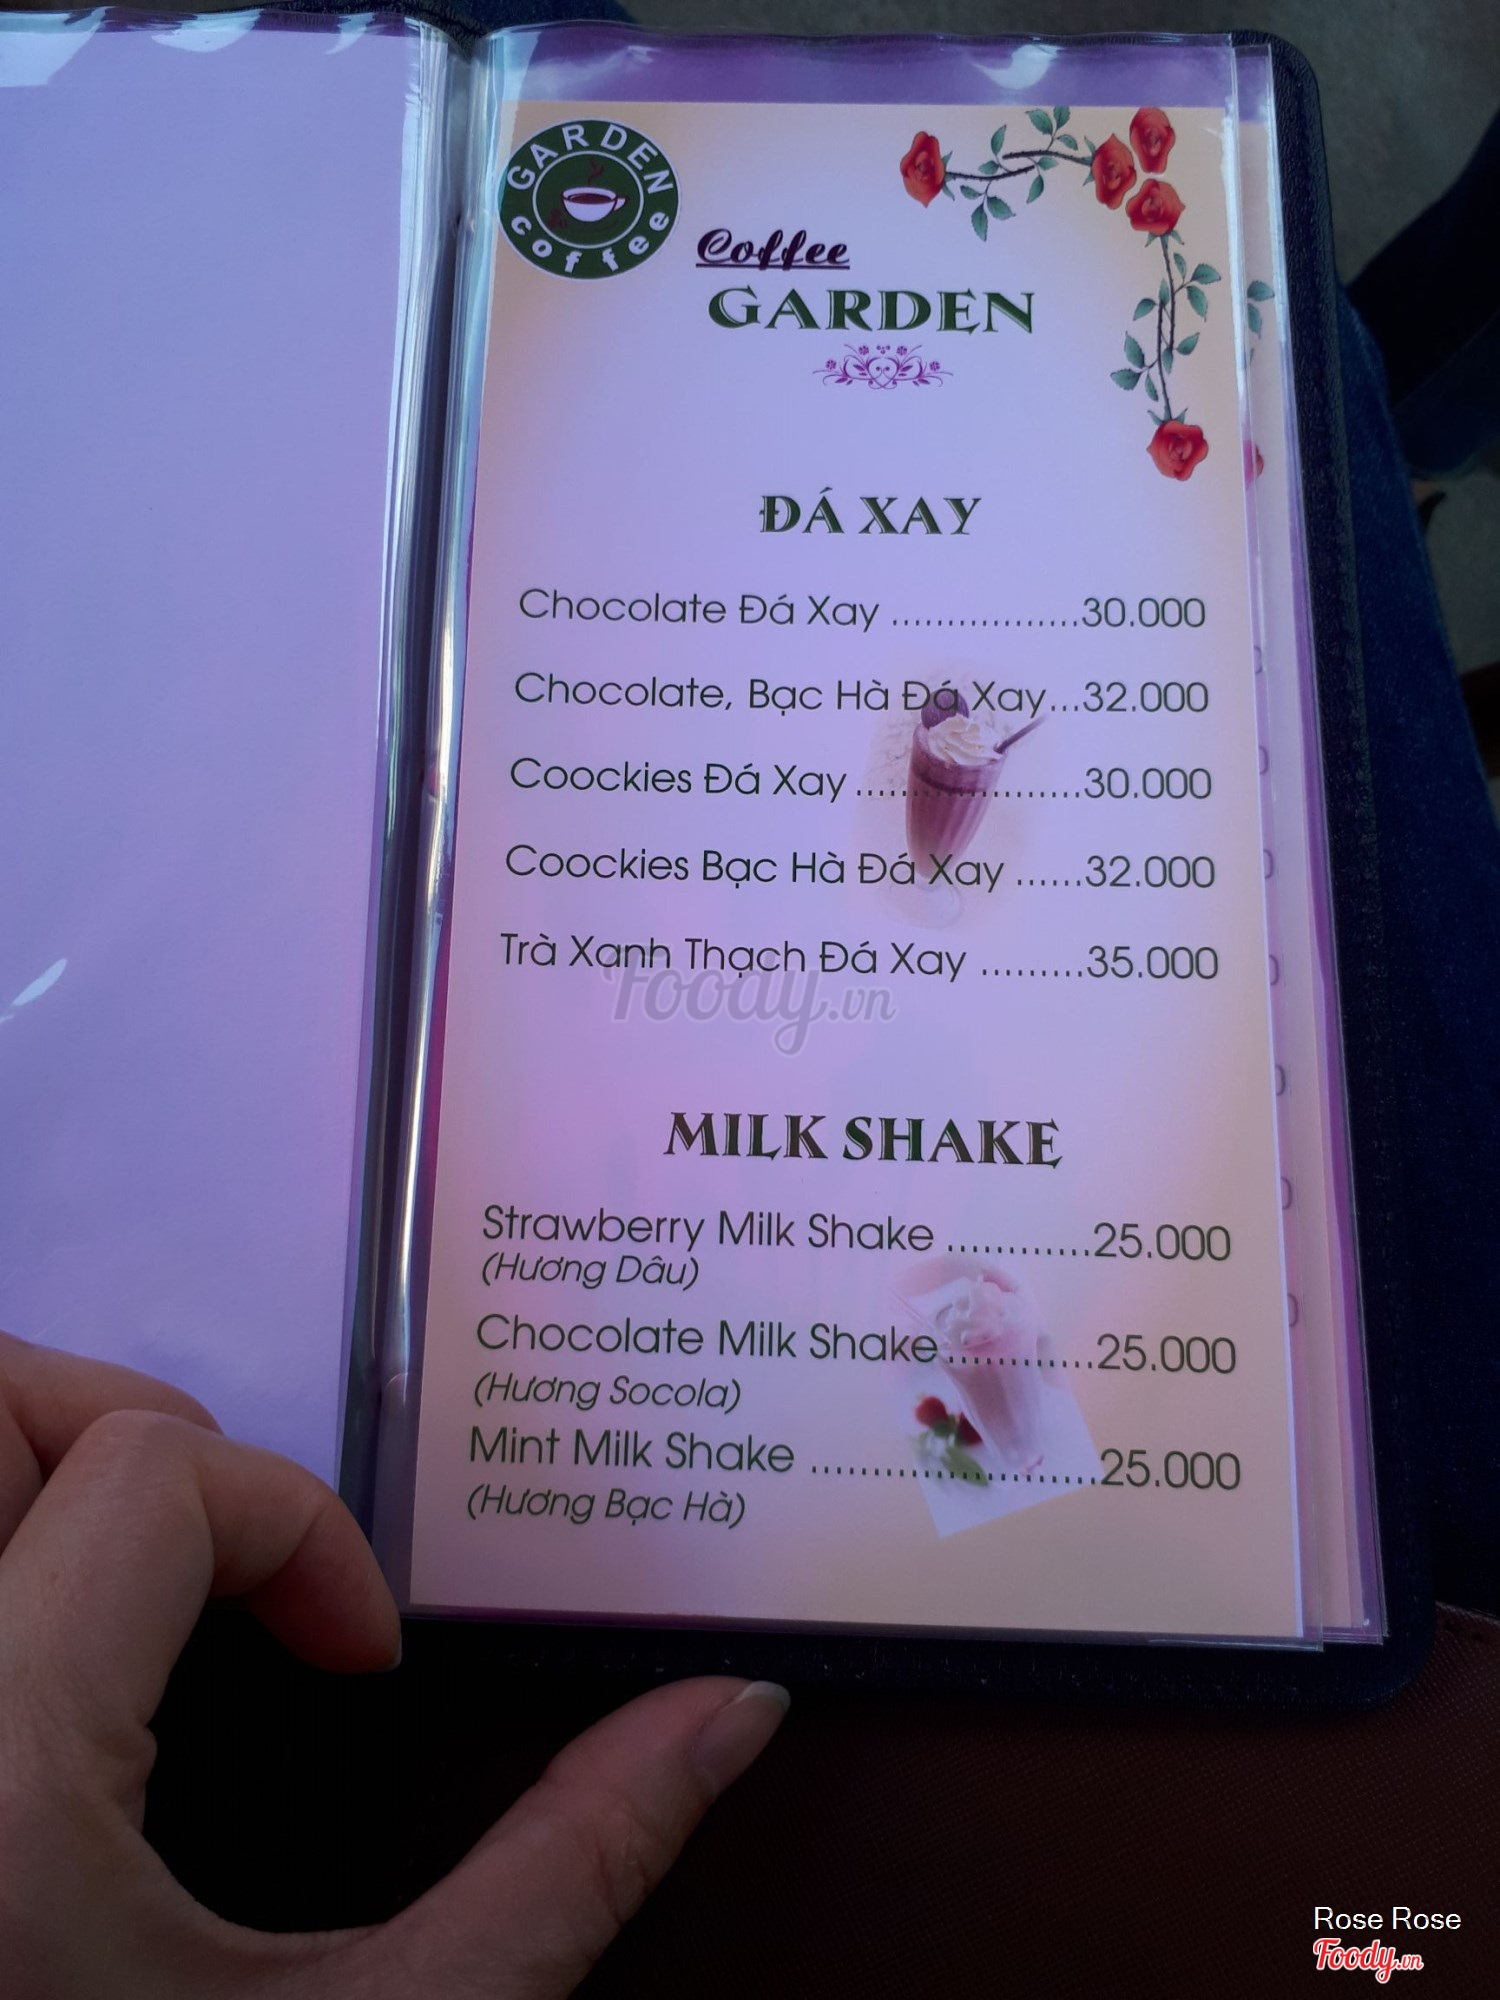 GARDEN
coffee
Coffee
GARDEN
ĐÁ XAY
Chocolate Đá Xay .................30.000
Chocolate, Bạc Hà Đá Xay...32.000
Coockies Đá Xay ....................30.000
Coockies Bạc Hà Đá Xay ......32.000
Trà Xanh Thạch Đá Xay .........35.000
Foody.vn
MILK SHAKE
Strawberry Milk Shake ............25.000
(Hương Dâu)
Chocolate Milk Shake ............25.000
(Hương Socola)
Mint Milk Shake .......................25.000
(Hương Bạc Hà)
Rose Rose
Foody.vn